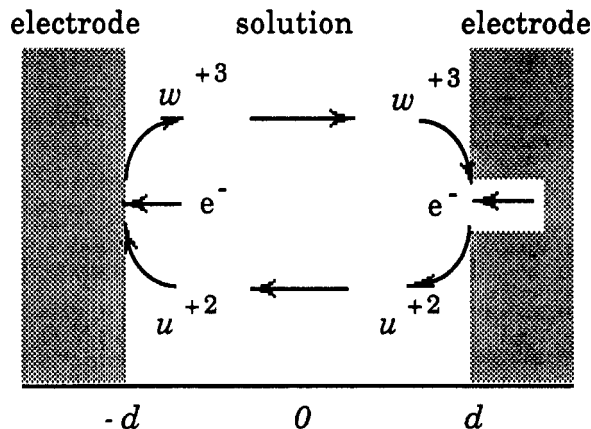 electrode solution electrode
w +3 w +3
e - e -
u +2 u +2
- d 0 d